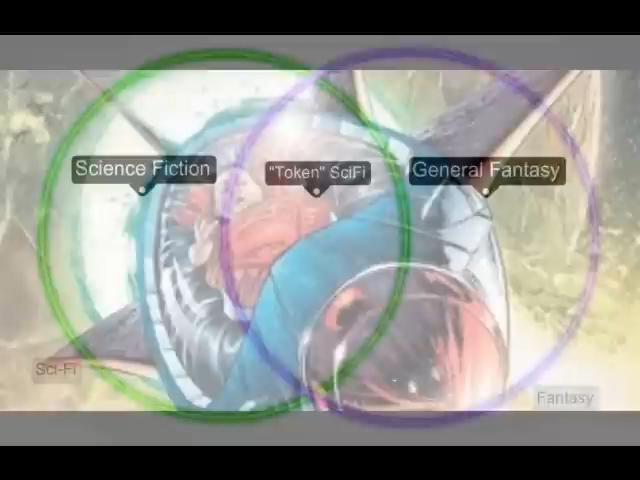 Science Fiction
"Token" SciFi
General Fantasy
Sci-Fi
Fantasy